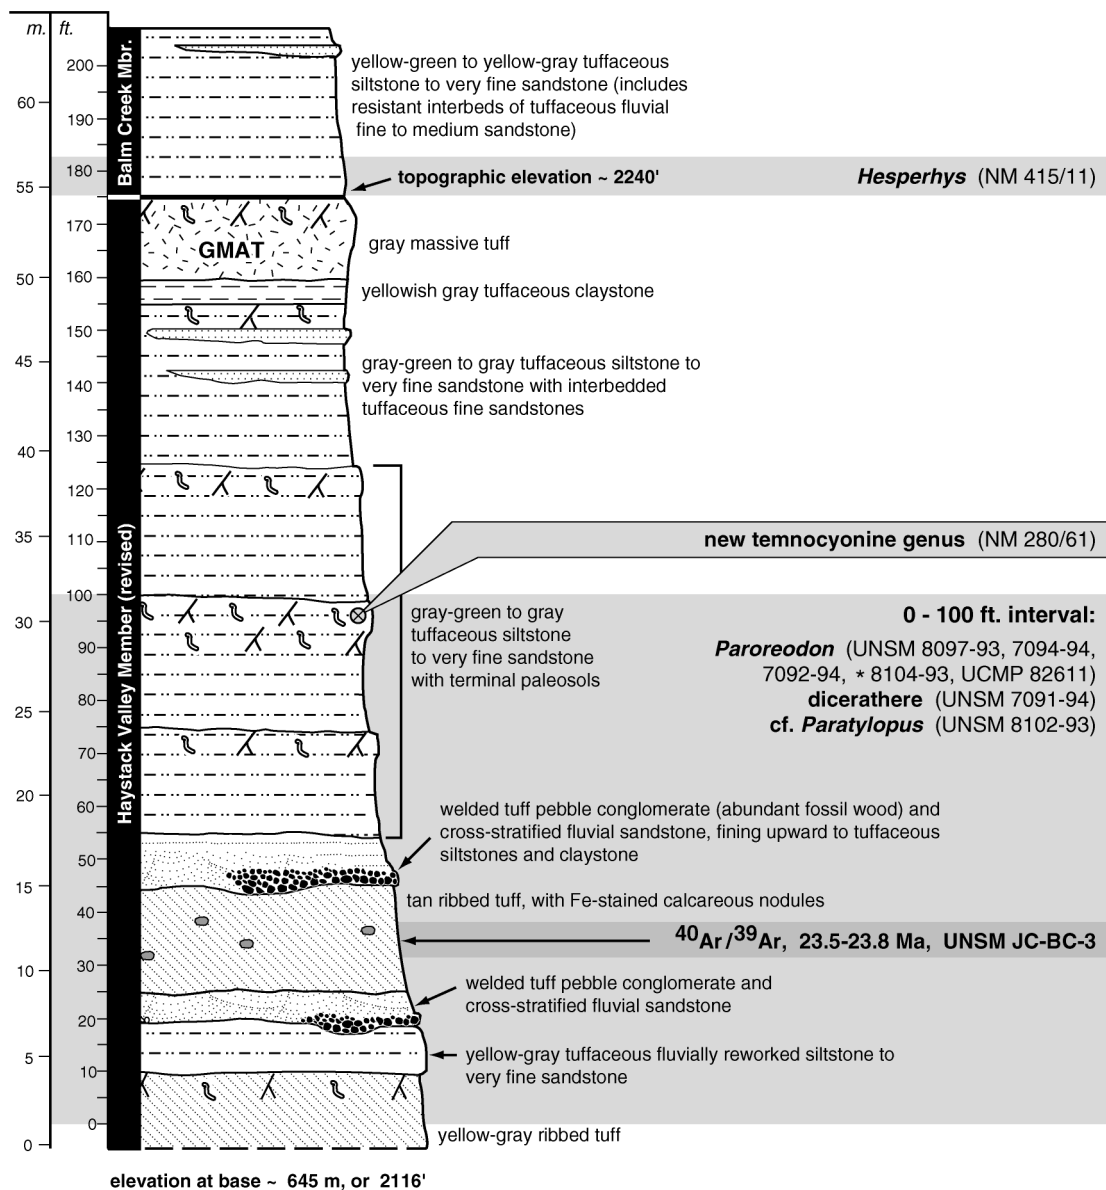 m.
ft.
200
190
180
170
160
150
140
130
120
110
100
90
80
70
60
50
40
30
20
10
0
60
55
50
45
40
35
30
25
20
15
10
5
0
Balm Creek Mbr.
Haystack Valley Member (revised)
yellow-green to yellow-gray tuffaceous
siltstone to very fine sandstone (includes
resistant interbeds of tuffaceous fluvial
fine to medium sandstone)
topographic elevation ~ 2240'
Hesperhys (NM 415/11)
GMAT
gray massive tuff
yellowish gray tuffaceous claystone
gray-green to gray tuffaceous siltstone to
very fine sandstone with interbedded
tuffaceous fine sandstones
new temnocyonine genus (NM 280/61)
gray-green to gray
tuffaceous siltstone
to very fine sandstone
with terminal paleosols
0 - 100 ft. interval:
Paroreodon (UNSM 8097-93, 7094-94,
7092-94, * 8104-93, UCMP 82611)
dicerathere (UNSM 7091-94)
cf. Paratylopus (UNSM 8102-93)
welded tuff pebble conglomerate (abundant fossil wood) and
cross-stratified fluvial sandstone, fining upward to tuffaceous
siltstones and claystone
tan ribbed tuff, with Fe-stained calcareous nodules
40Ar/39Ar, 23.5-23.8 Ma, UNSM JC-BC-3
welded tuff pebble conglomerate and
cross-stratified fluvial sandstone
yellow-gray tuffaceous fluvially reworked siltstone to
very fine sandstone
yellow-gray ribbed tuff
elevation at base ~ 645 m, or 2116'